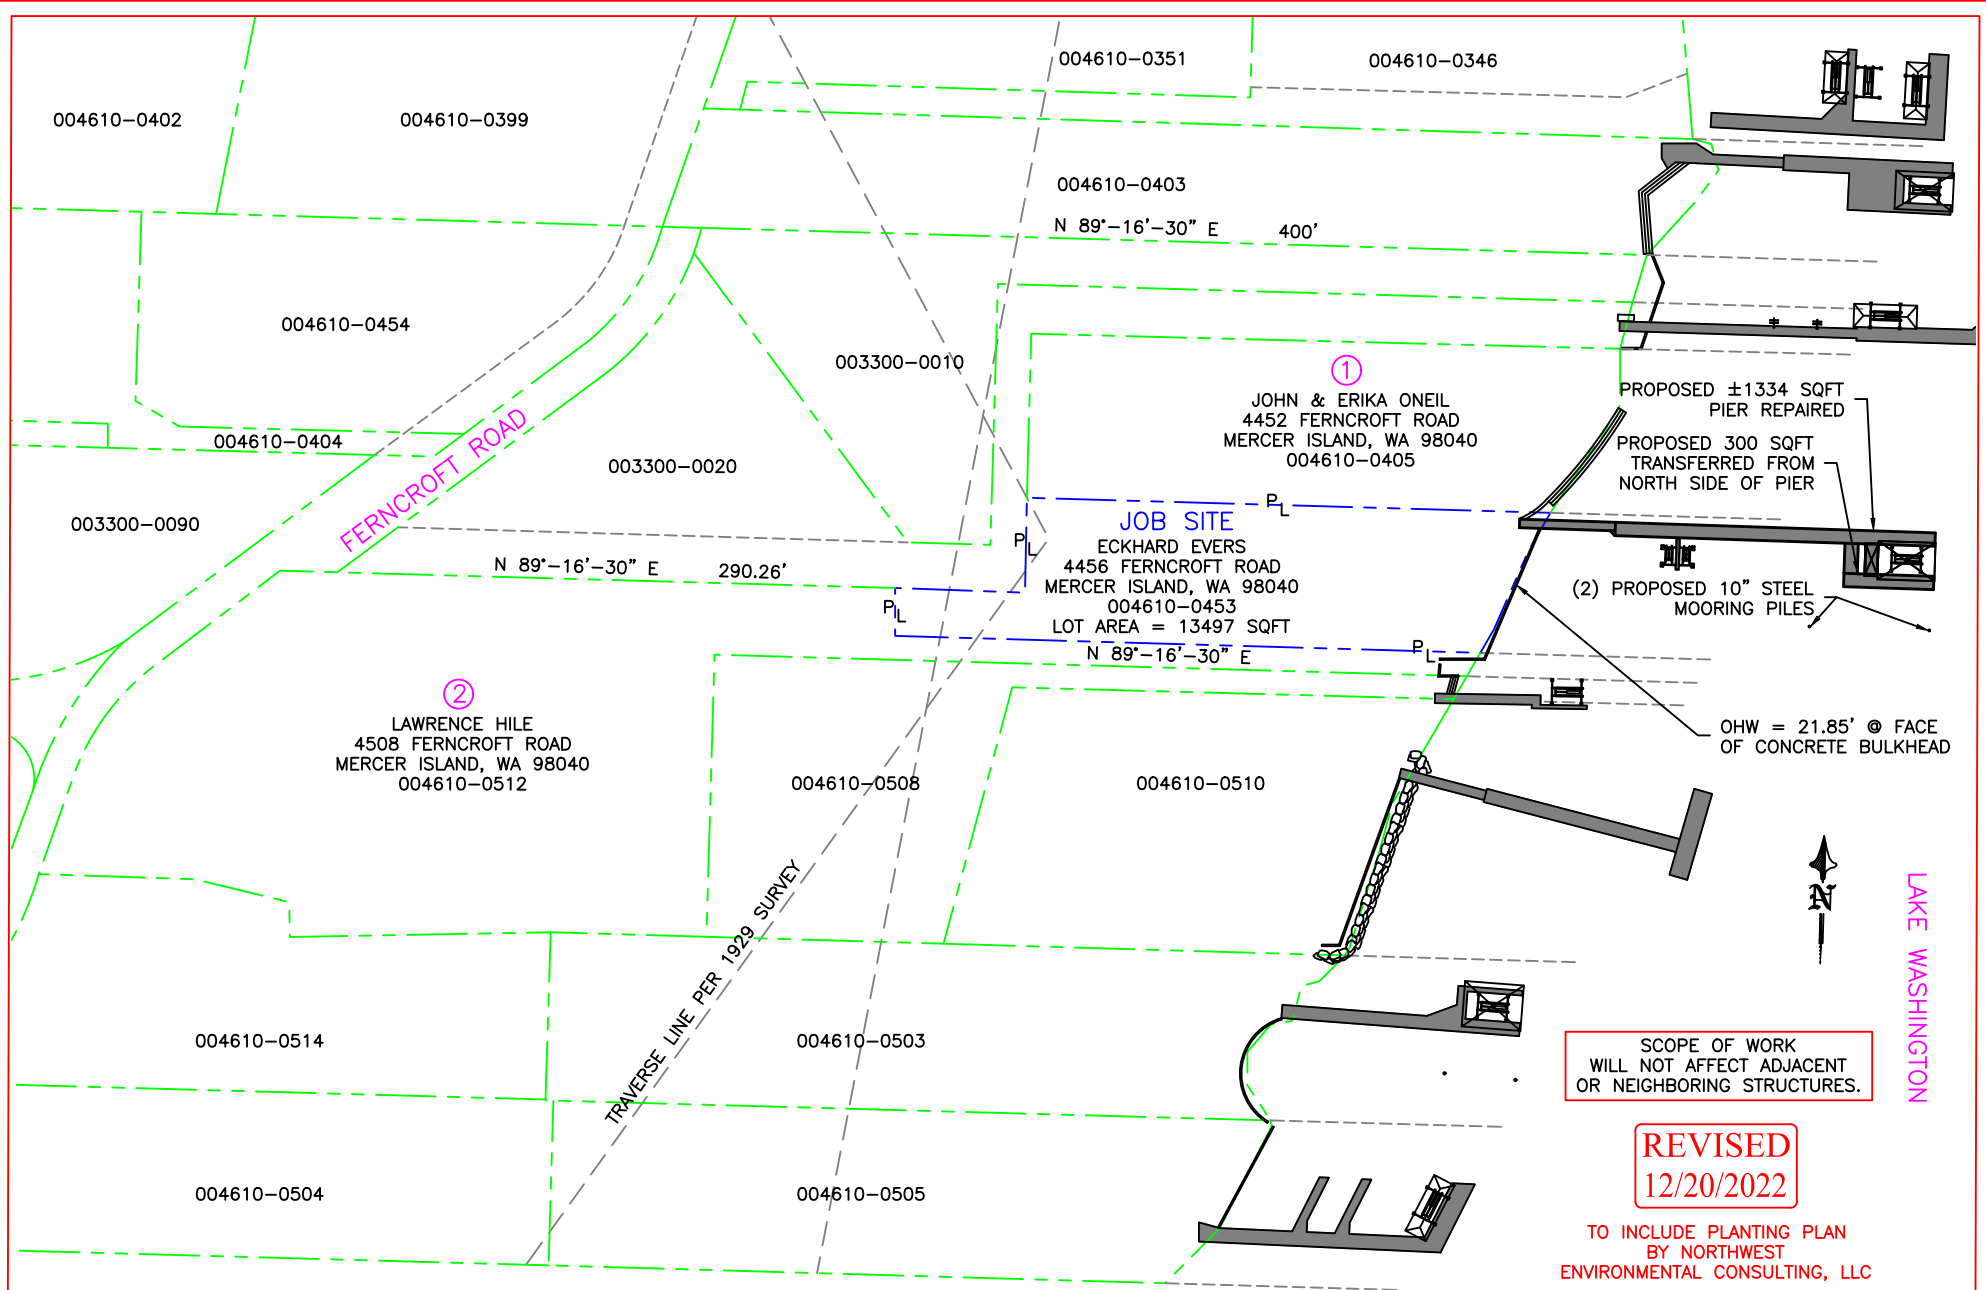 004610-0351
004610-0346
004610-0402
004610-0399
004610-0403
N 89°-16'-30" E 400'
004610-0454
003300-0010
1
JOHN & ERIKA ONEIL
4452 FERNCROFT ROAD
MERCER ISLAND, WA 98040
004610-0405
PROPOSED ±1334 SQFT
PIER REPAIRED
PROPOSED 300 SQFT
TRANSFERRED FROM
NORTH SIDE OF PIER
004610-0404
FERNCROFT ROAD
003300-0020
003300-0090
PL
JOB SITE
ECKHARD EVERS
4456 FERNCROFT ROAD
MERCER ISLAND, WA 98040
004610-0453
LOT AREA = 13497 SQFT
PL
N 89°-16'-30" E 290.26'
PL
(2) PROPOSED 10" STEEL
MOORING PILES
N 89°-16'-30" E
PL
2
LAWRENCE HILE
4508 FERNCROFT ROAD
MERCER ISLAND, WA 98040
004610-0512
OHW = 21.85' @ FACE
OF CONCRETE BULKHEAD
004610-0508
004610-0510
TRAVERSE LINE PER 1929 SURVEY
N
LAKE WASHINGTON
004610-0514
004610-0503
SCOPE OF WORK
WILL NOT AFFECT ADJACENT
OR NEIGHBORING STRUCTURES.
REVISED
12/20/2022
004610-0504
004610-0505
TO INCLUDE PLANTING PLAN
BY NORTHWEST
ENVIRONMENTAL CONSULTING, LLC